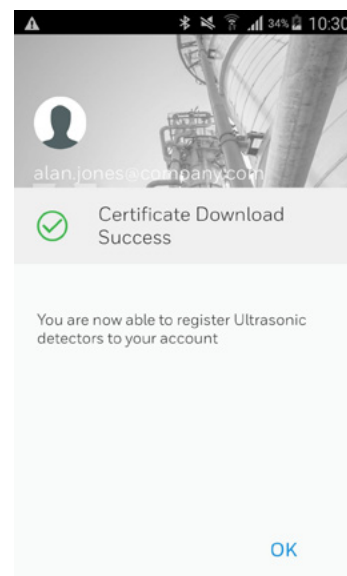 34% 10:30
alan.jones@company.com
Certificate Download
Success
You are now able to register Ultrasonic
detectors to your account
OK